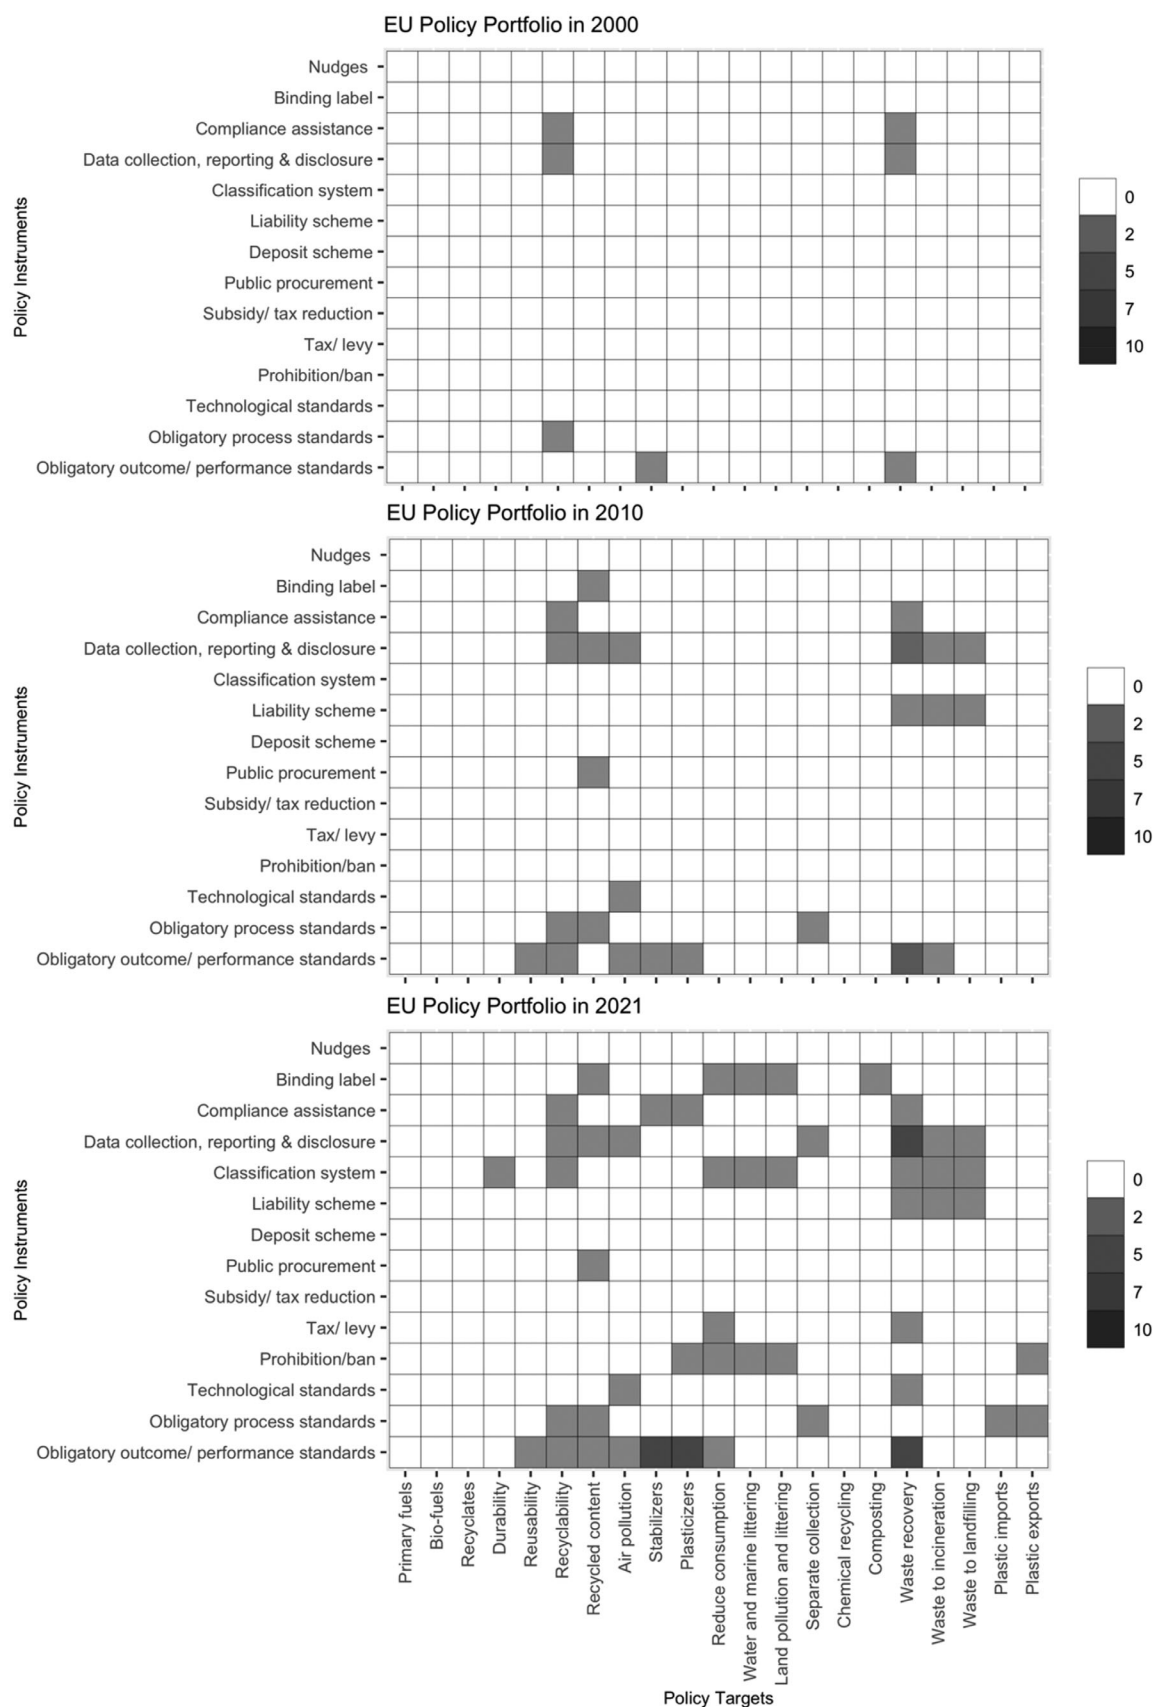 EU Policy Portfolio in 2000
Policy Instruments
Nudges
Binding label
Compliance assistance
Data collection, reporting & disclosure
Classification system
Liability scheme
Deposit scheme
Public procurement
Subsidy/ tax reduction
Tax/ levy
Prohibition/ban
Technological standards
Obligatory process standards
Obligatory outcome/ performance standards
0
2
5
7
10
EU Policy Portfolio in 2010
Policy Instruments
Nudges
Binding label
Compliance assistance
Data collection, reporting & disclosure
Classification system
Liability scheme
Deposit scheme
Public procurement
Subsidy/ tax reduction
Tax/ levy
Prohibition/ban
Technological standards
Obligatory process standards
Obligatory outcome/ performance standards
0
2
5
7
10
EU Policy Portfolio in 2021
Policy Instruments
Nudges
Binding label
Compliance assistance
Data collection, reporting & disclosure
Classification system
Liability scheme
Deposit scheme
Public procurement
Subsidy/ tax reduction
Tax/ levy
Prohibition/ban
Technological standards
Obligatory process standards
Obligatory outcome/ performance standards
0
2
5
7
10
Primary fuels
Bio-fuels
Recyclates
Durability
Reusability
Recyclability
Recycled content
Air pollution
Stabilizers
Plasticizers
Reduce consumption
Water and marine littering
Land pollution and littering
Separate collection
Chemical recycling
Composting
Waste recovery
Waste to incineration
Waste to landfilling
Plastic imports
Plastic exports
Policy Targets